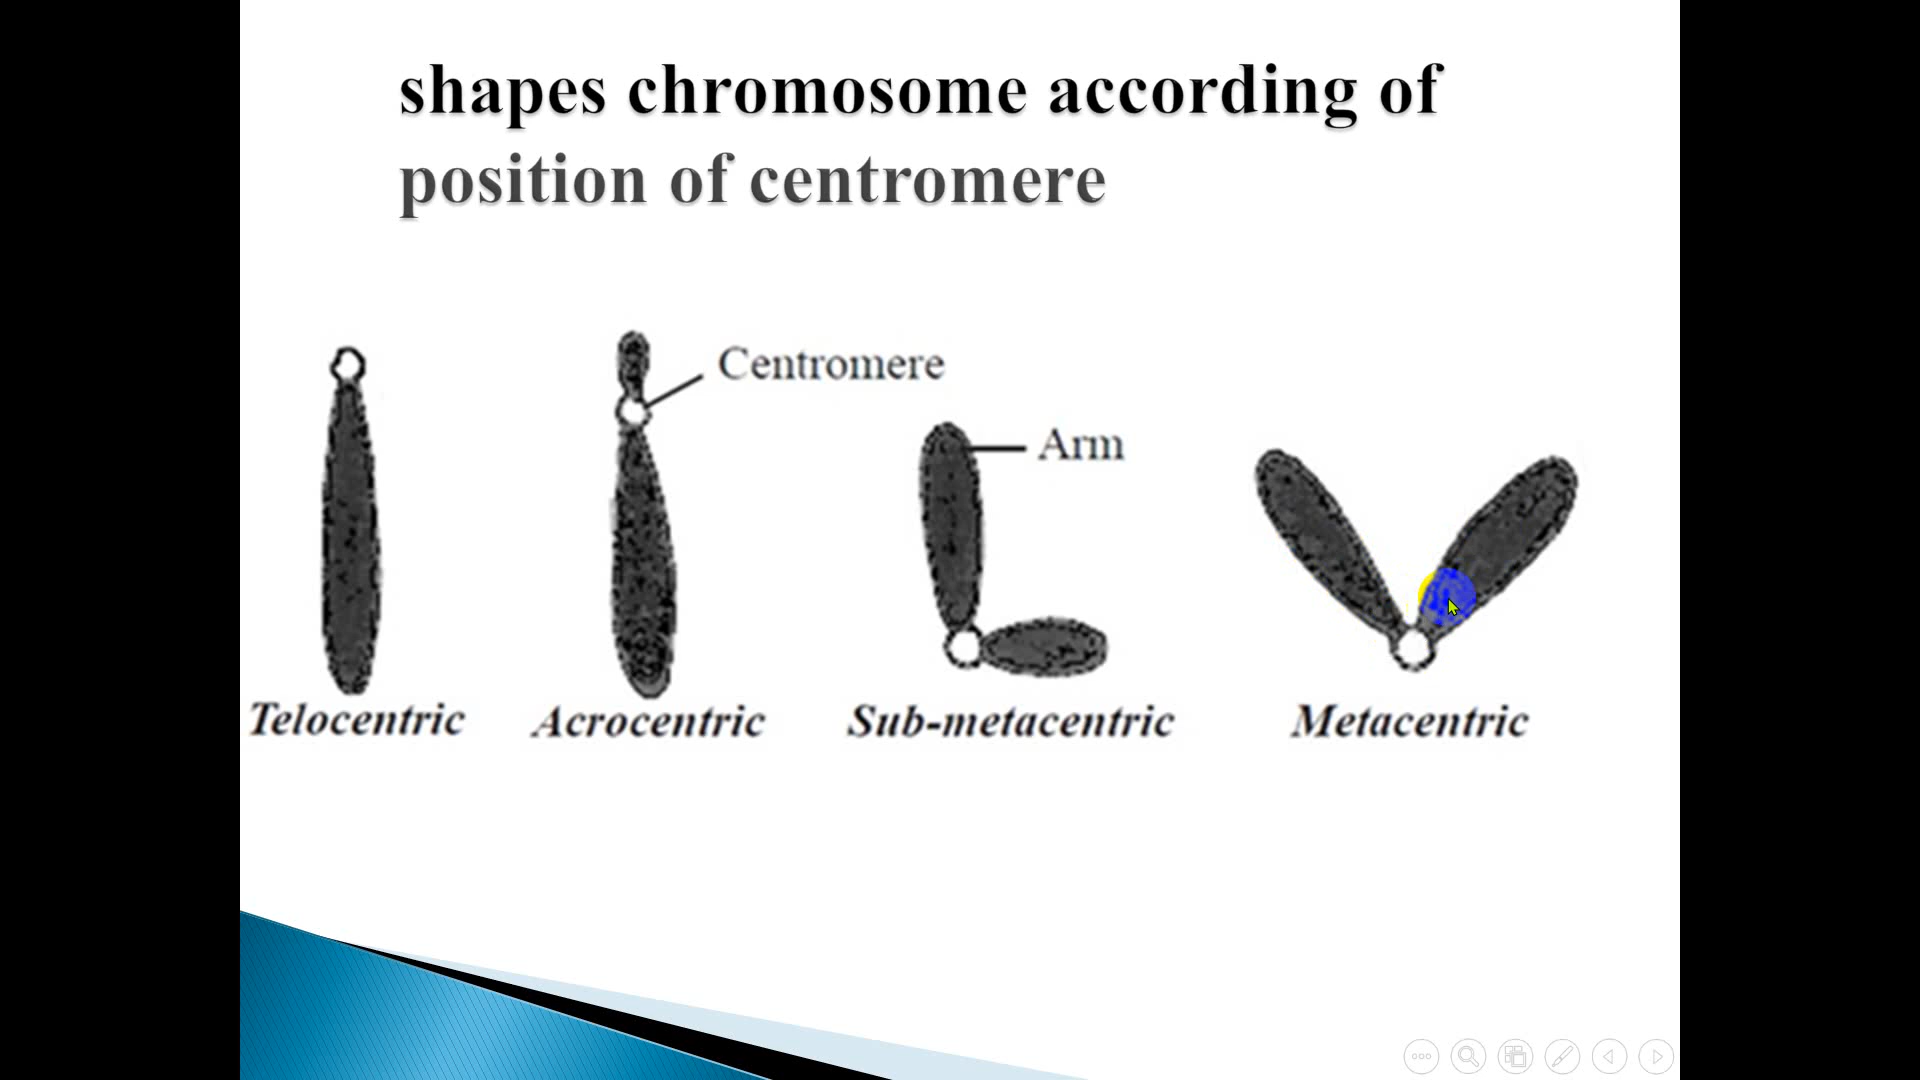 shapes chromosome according of
position of centromere
Centromere
Arm
Telocentric
Acrocentric
Sub-metacentric
Metacentric